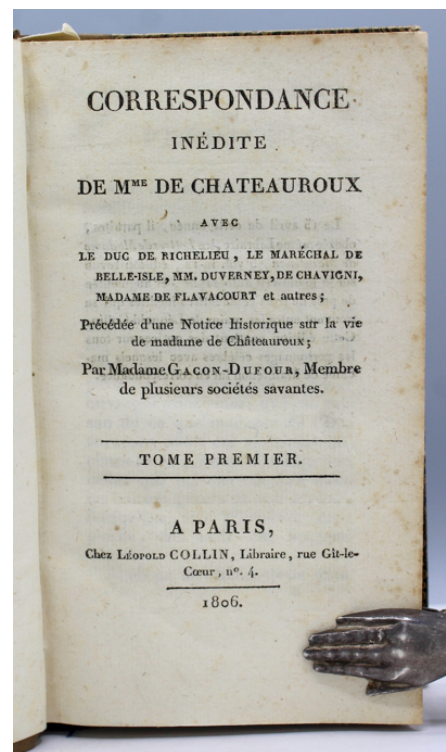 CORRESPONDANCE
INÉDITE
DE MME DE CHATEAUROUX
AVEC
LE DUC DE RICHELIEU, LE MARÉCHAL DE
BELLE-ISLE, MM. DUVERNEY, DE CHAVIGNI,
MADAME DE FLAVACOURT et autres;
Précédée d'une Notice historique sur la vie
de madame de Châteauroux;
Par Madame GACON-DUFOUR, Membre
de plusieurs sociétés savantes.
TOME PREMIER.
A PARIS,
Chez LÉOPOLD COLLIN, Libraire, rue Gît-le-
Cœur, nº. 4.
1806.